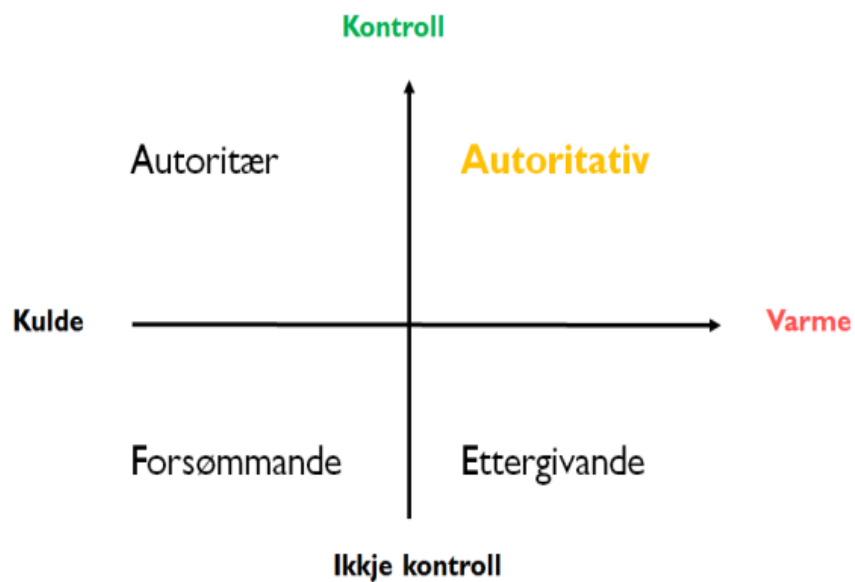 Kontroll
Autoritær
Autoritativ
Kulde
Varme
Forsømmande
Ettergivande
Ikkje kontroll